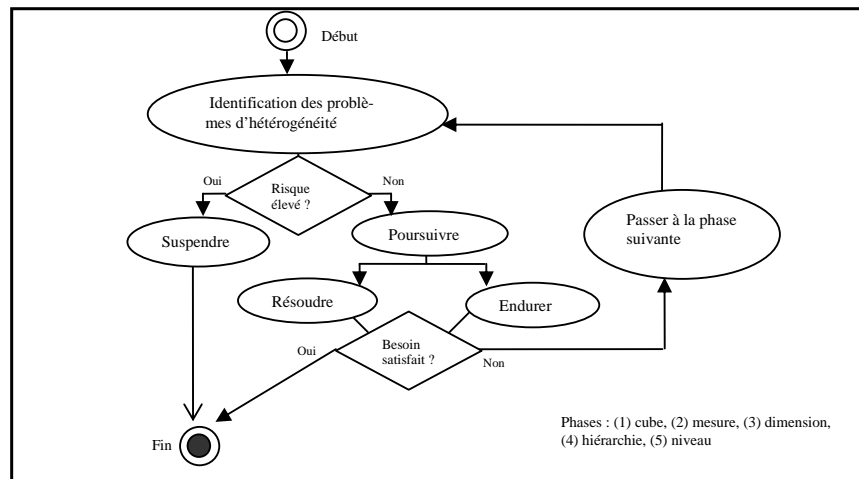 Début
Identification des problè-
mes d’hétérogénéité
Oui
Risque
élevé ?
Non
Suspendre
Poursuivre
Passer à la phase
suivante
Résoudre
Endurer
Oui
Besoin
satisfait ?
Non
Fin
Phases : (1) cube, (2) mesure, (3) dimension,
(4) hiérarchie, (5) niveau